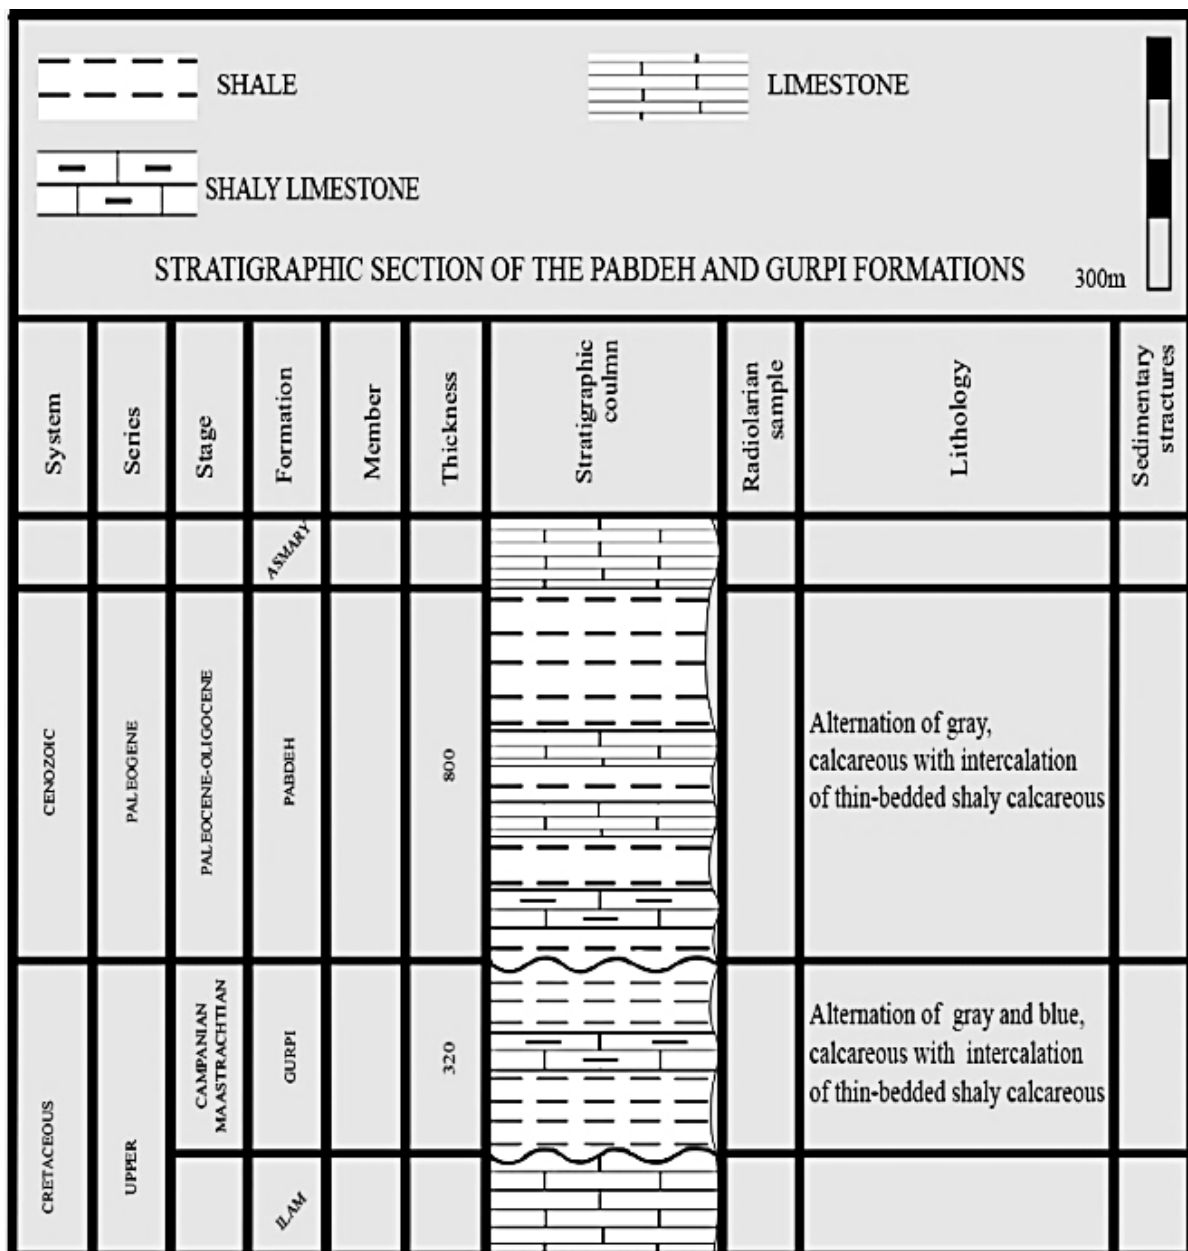 SHALE
LIMESTONE
SHALY LIMESTONE
STRATIGRAPHIC SECTION OF THE PABDEH AND GURPI FORMATIONS
300m
System
Series
Stage
Formation
Member
Thickness
Stratigraphic
coulmn
Radiolarian
sample
Lithology
Sedimentary
stractures
ASMARY
CENOZOIC
PALEOGENE
PALEOCENE-OLIGOCENE
PABDEH
800
Alternation of gray,
calcareous with intercalation
of thin-bedded shaly calcareous
CRETACEOUS
UPPER
CAMPANIAN
MAASTRACHTIAN
GURPI
320
Alternation of gray and blue,
calcareous with intercalation
of thin-bedded shaly calcareous
ILAM